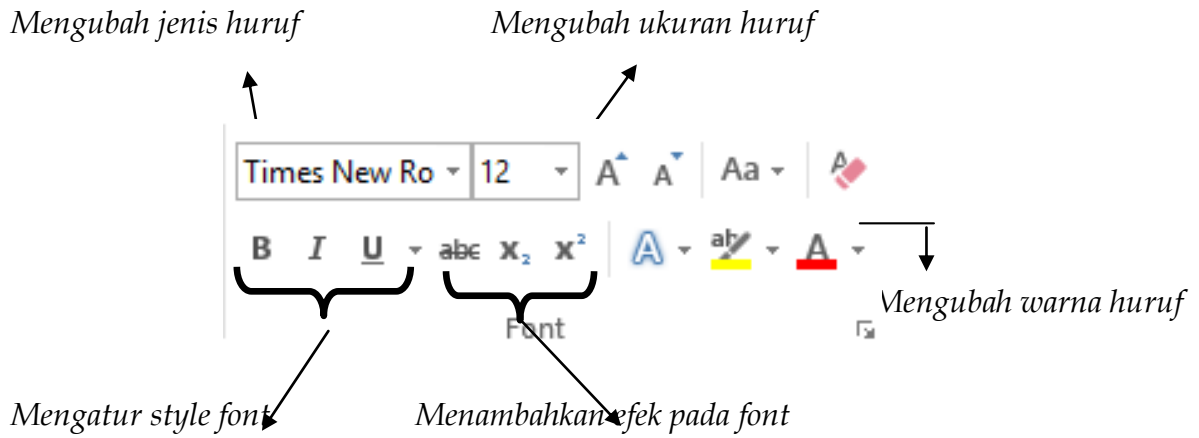 Mengubah jenis huruf
Mengubah ukuran huruf
Times New Ro 12 A A Aa A
B I U abc X₂ X² A ab A
Mengubah warna huruf
Font
Mengatur style font
Menambahkan efek pada font